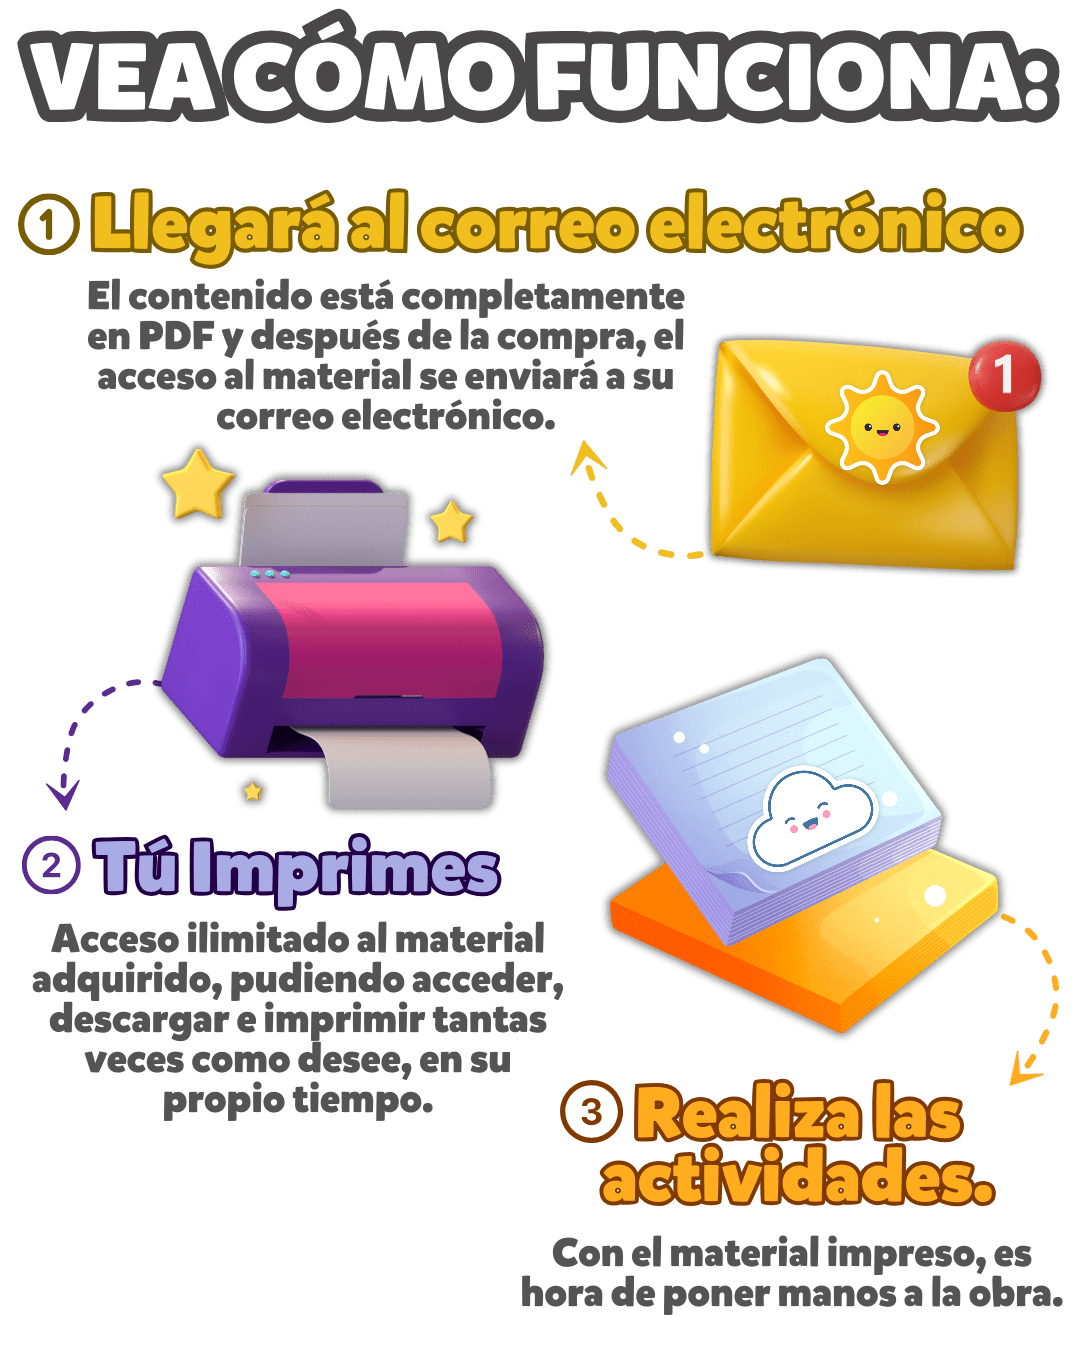 VEA CÓMO FUNCIONA:
1 Llegará al correo electrónico
El contenido está completamente
en PDF y después de la compra, el
acceso al material se enviará a su
correo electrónico.
1
2 Tú Imprimes
Acceso ilimitado al material
adquirido, pudiendo acceder,
descargar e imprimir tantas
veces como desee, en su
propio tiempo.
3 Realiza las
actividades.
Con el material impreso, es
hora de poner manos a la obra.